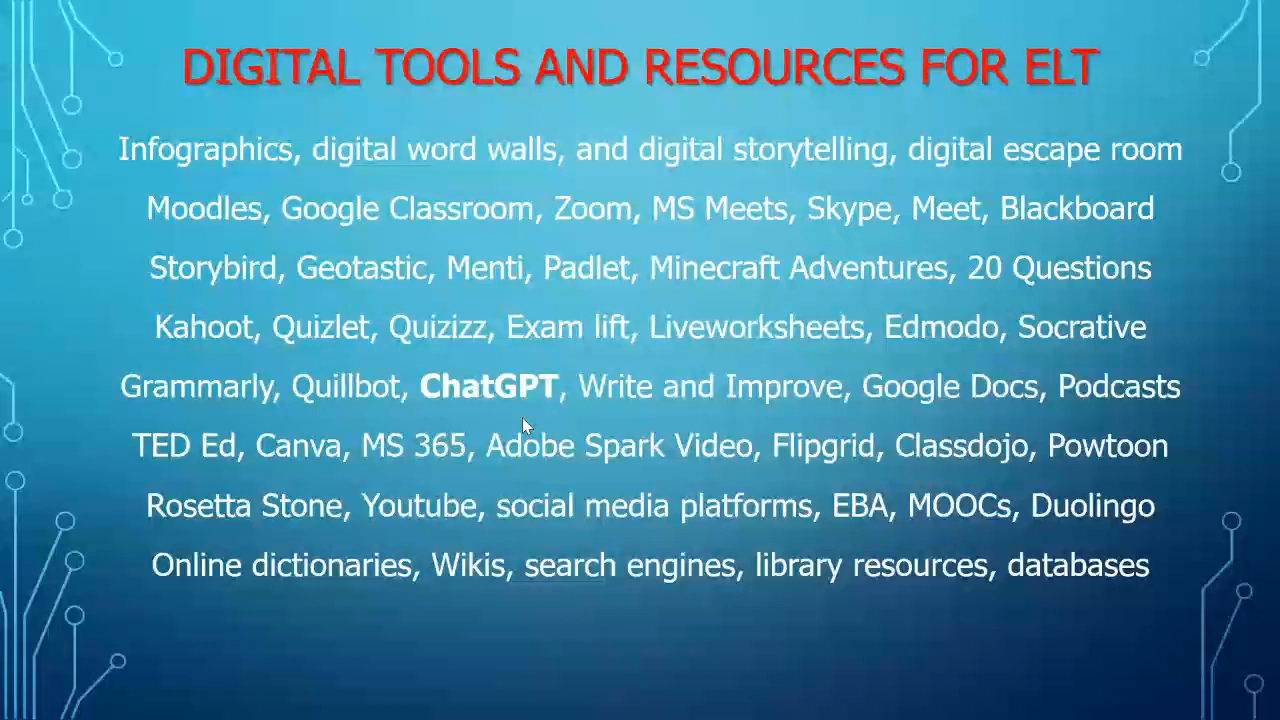 DIGITAL TOOLS AND RESOURCES FOR ELT
Infographics, digital word walls, and digital storytelling, digital escape room
Moodles, Google Classroom, Zoom, MS Meets, Skype, Meet, Blackboard
Storybird, Geotastic, Menti, Padlet, Minecraft Adventures, 20 Questions
Kahoot, Quizlet, Quizizz, Exam lift, Liveworksheets, Edmodo, Socrative
Grammarly, Quillbot, ChatGPT, Write and Improve, Google Docs, Podcasts
TED Ed, Canva, MS 365, Adobe Spark Video, Flipgrid, Classdojo, Powtoon
Rosetta Stone, Youtube, social media platforms, EBA, MOOCs, Duolingo
Online dictionaries, Wikis, search engines, library resources, databases